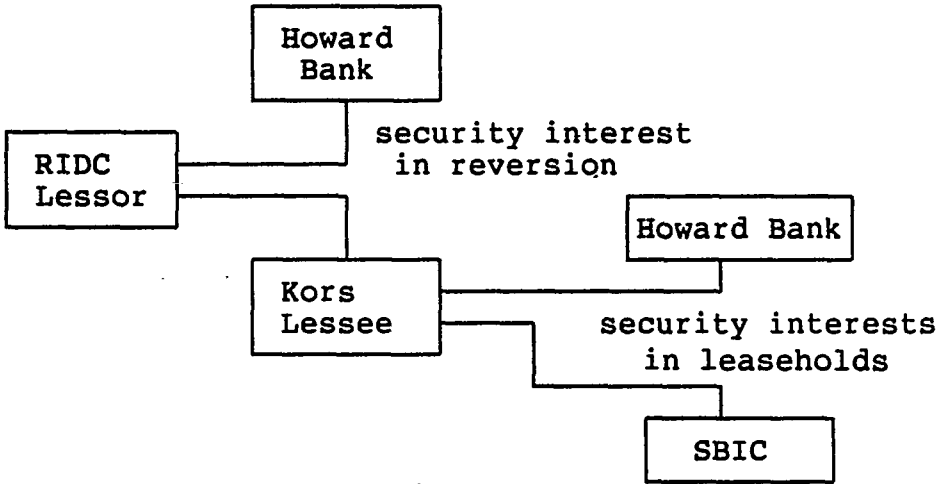 Howard
Bank
security interest
in reversion
RIDC
Lessor
Howard Bank
Kors
Lessee
security interests
in leaseholds
SBIC